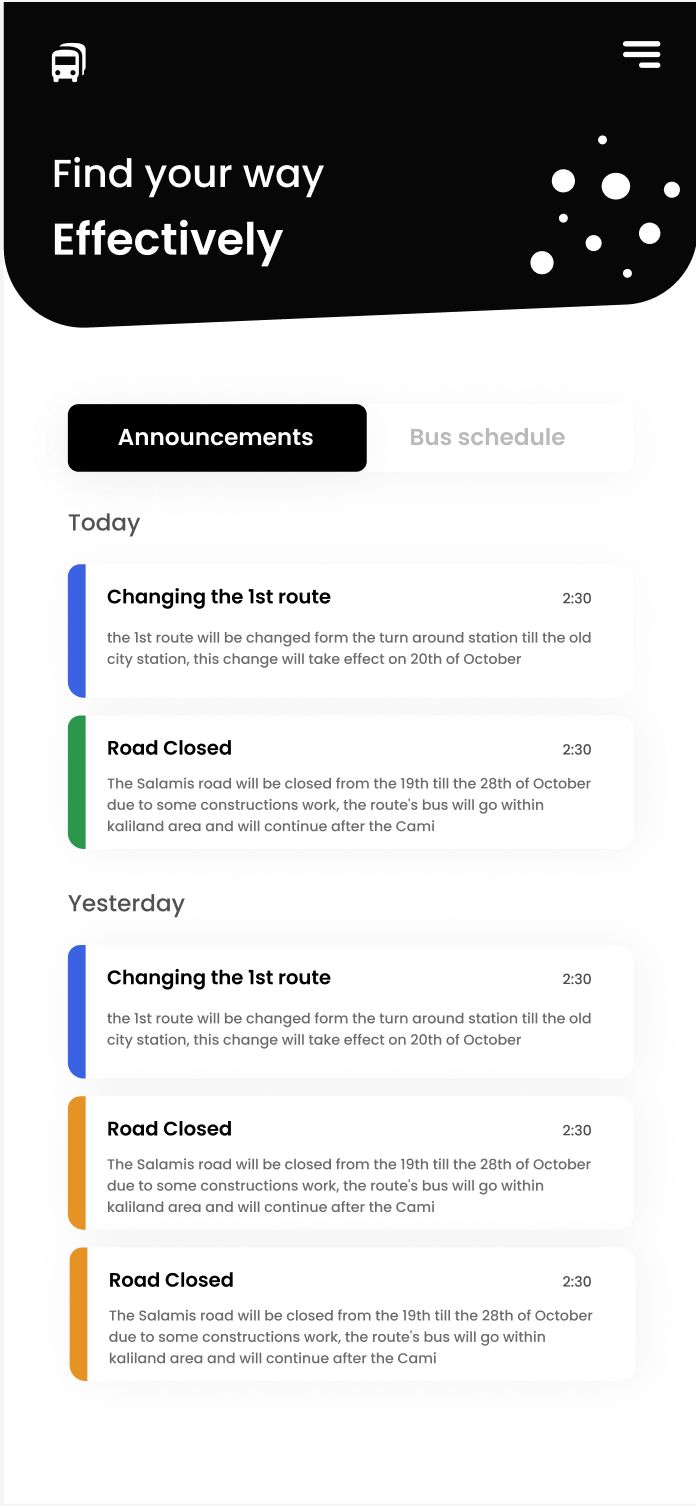 Find your way
Effectively
Announcements
Bus schedule
Today
Changing the 1st route
2:30
the 1st route will be changed form the turn around station till the old
city station, this change will take effect on 20th of October
Road Closed
2:30
The Salamis road will be closed from the 19th till the 28th of October
due to some constructions work, the route's bus will go within
kaliland area and will continue after the Cami
Yesterday
Changing the 1st route
2:30
the 1st route will be changed form the turn around station till the old
city station, this change will take effect on 20th of October
Road Closed
2:30
The Salamis road will be closed from the 19th till the 28th of October
due to some constructions work, the route's bus will go within
kaliland area and will continue after the Cami
Road Closed
2:30
The Salamis road will be closed from the 19th till the 28th of October
due to some constructions work, the route's bus will go within
kaliland area and will continue after the Cami